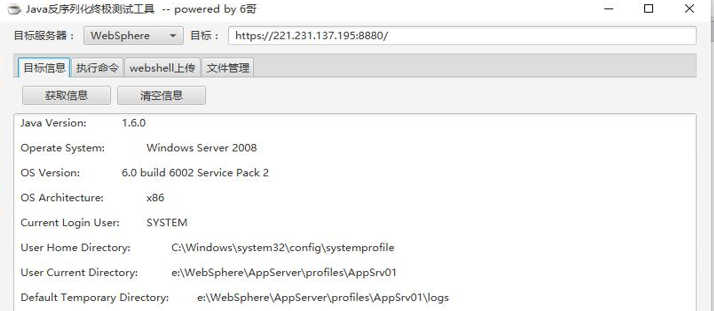 Java反序列化终极测试工具 -- powered by 6哥
目标服务器： WebSphere 目标： https://221.231.137.195:8880/
目标信息 执行命令 webshell上传 文件管理
获取信息 清空信息
Java Version: 1.6.0
Operate System: Windows Server 2008
OS Version: 6.0 build 6002 Service Pack 2
OS Architecture: x86
Current Login User: SYSTEM
User Home Directory: C:\Windows\system32\config\systemprofile
User Current Directory: e:\WebSphere\AppServer\profiles\AppSrv01
Default Temporary Directory: e:\WebSphere\AppServer\profiles\AppSrv01\logs